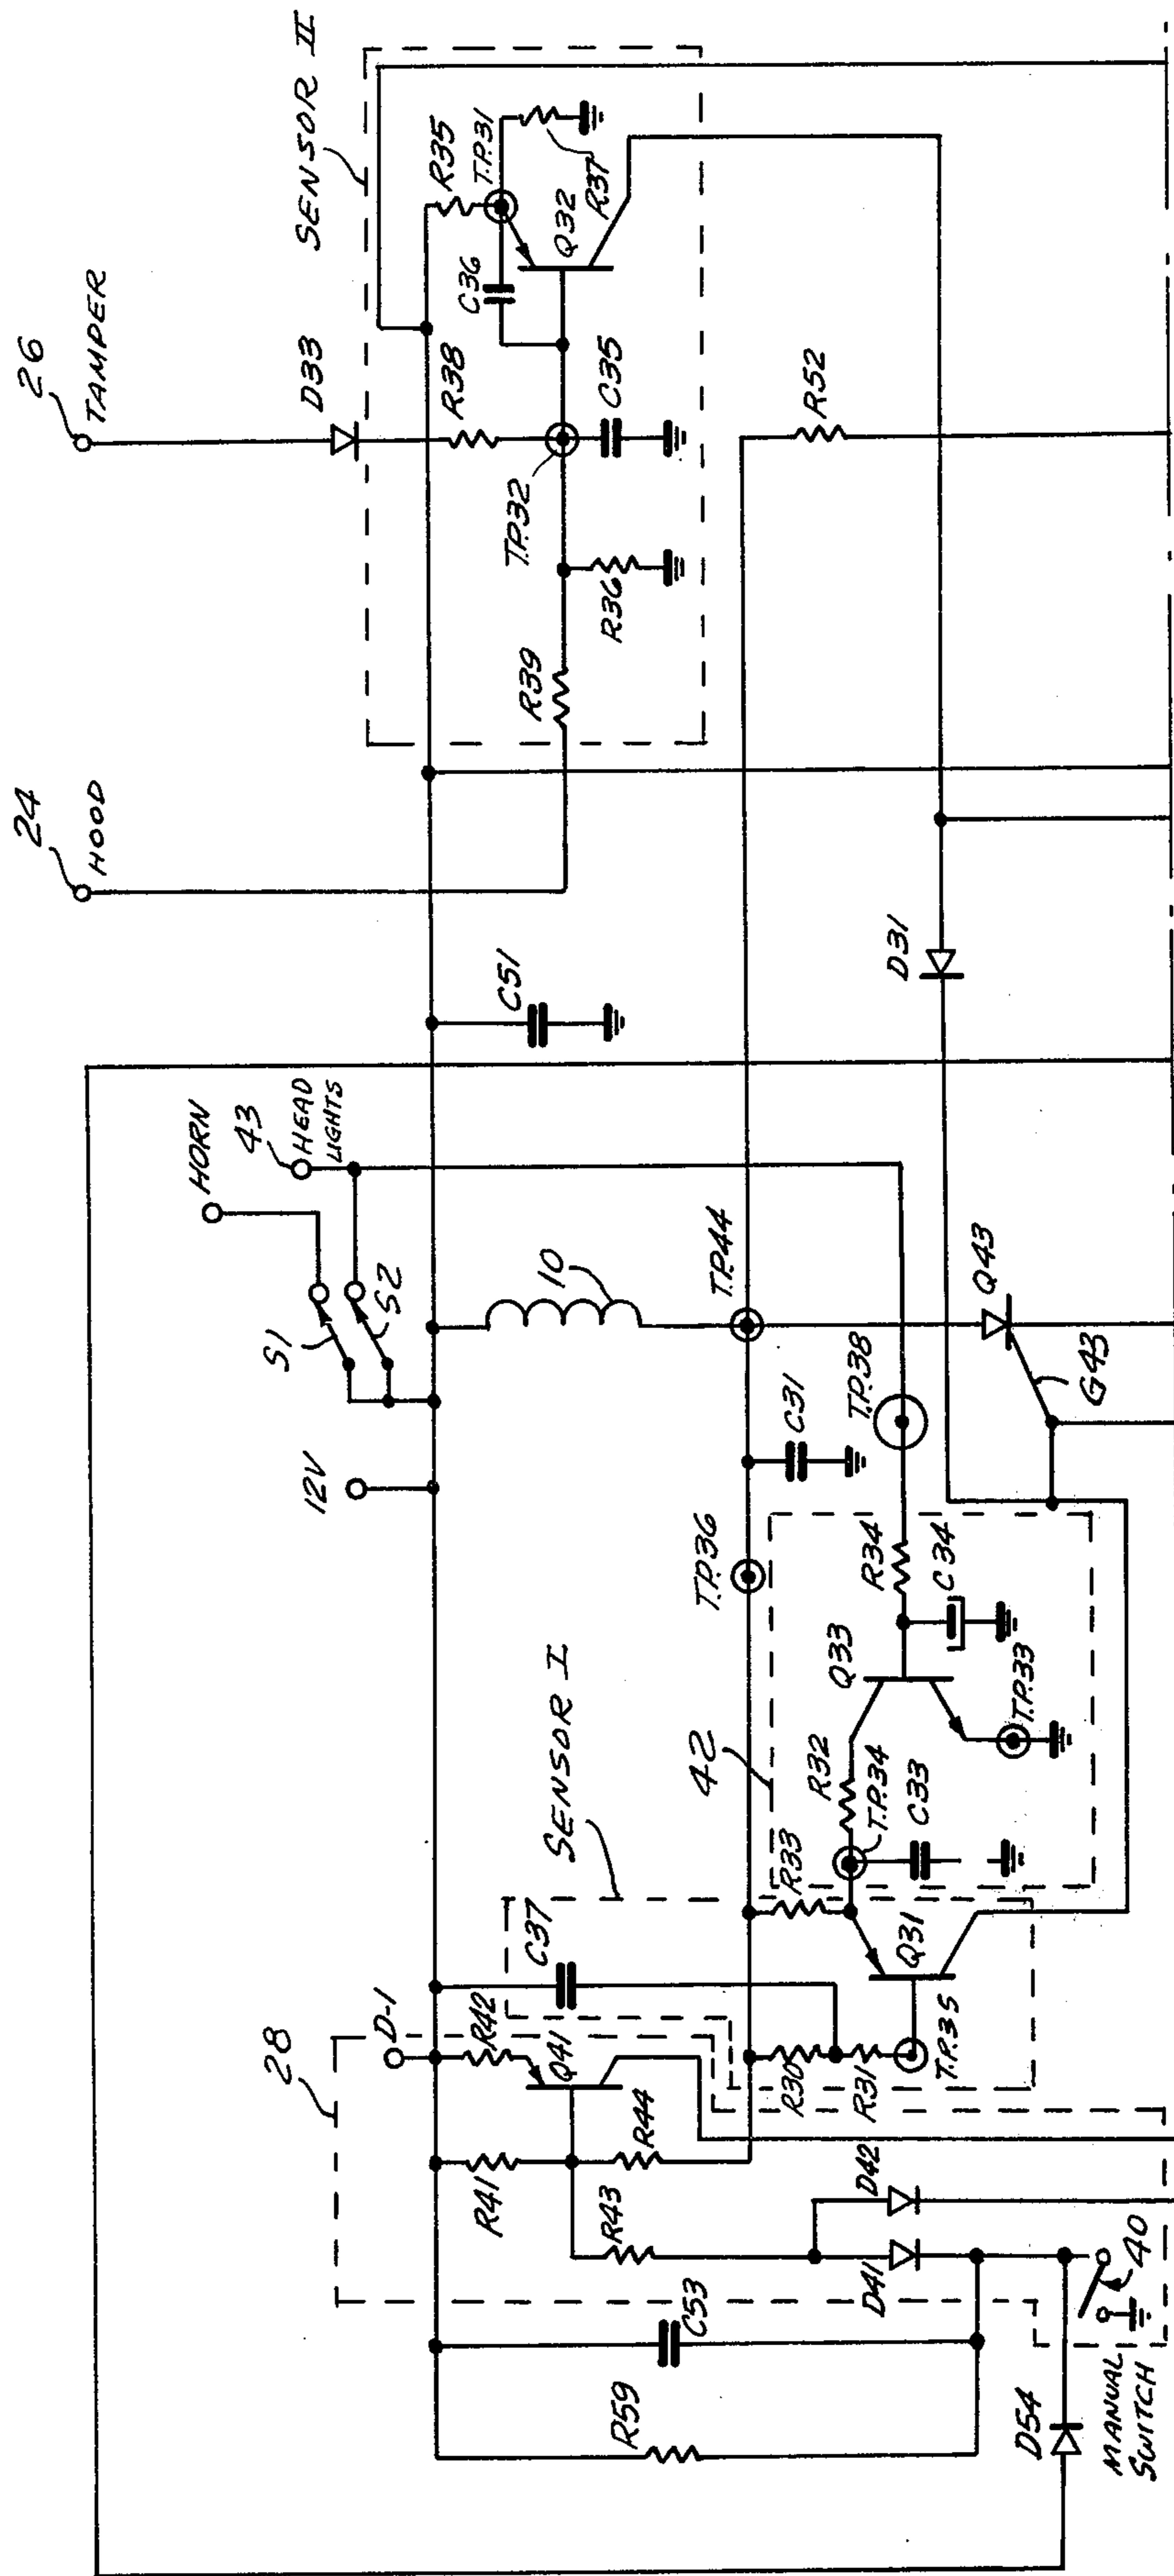 26
TAMPER
SENSOR II
D33
R38
R35
T.P.31
C36
Q32
R37
T.P.32
C35
R36
R39
R52
24
HOOD
C51
D31
HORN
43
HEAD
LIGHTS
S1
S2
12V
10
T.P.44
T.P.38
Q43
G43
C31
T.P.36
R34
C34
Q33
T.P.33
42
R32
T.P.34
C33
R33
SENSOR I
C37
Q31
T.P.35
R30
R31
28
D-1
R42
Q41
R41
R44
R43
D42
D41
C53
R59
D54
40
MANUAL
SWITCH